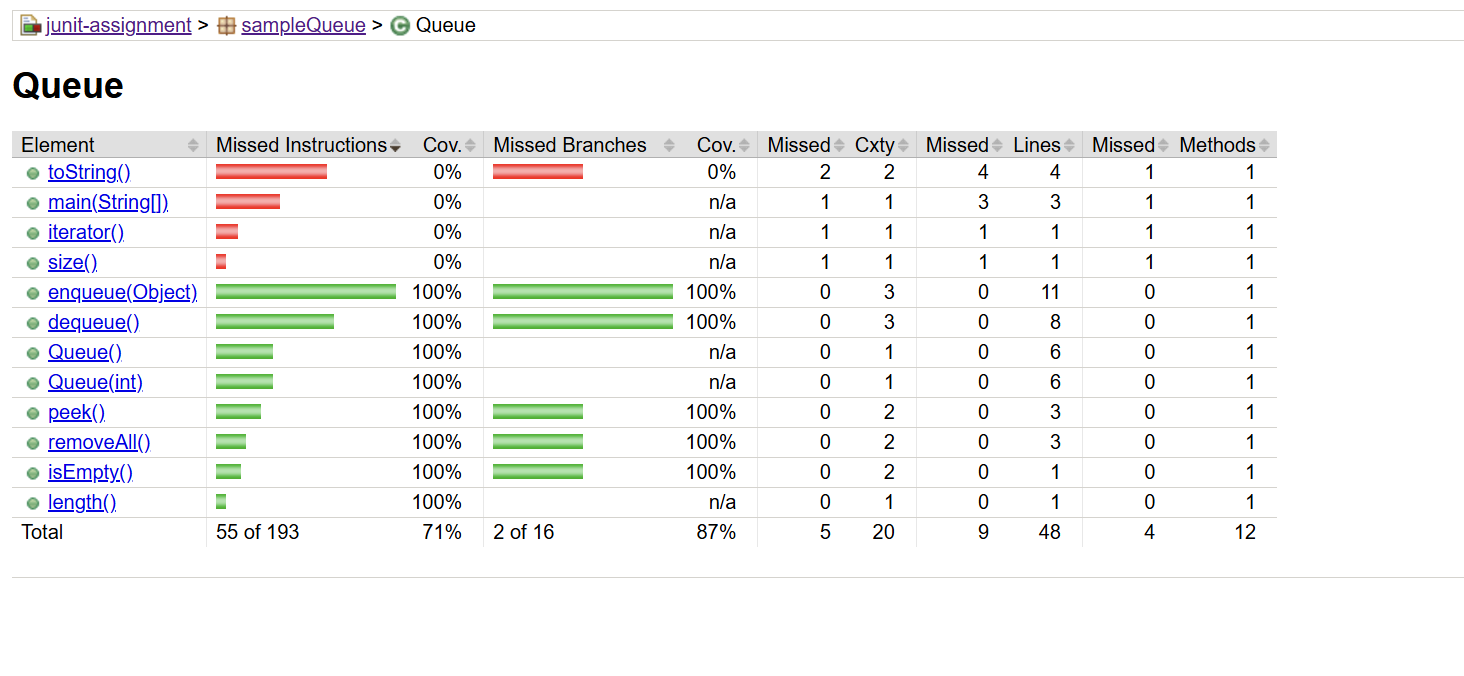 junit-assignment > sampleQueue > Queue
Queue
Element Missed Instructions Cov. Missed Branches Cov. Missed Cxty Missed Lines Missed Methods
toString() 0% 0% 2 2 4 4 1 1
main(String[]) 0% n/a 1 1 3 3 1 1
iterator() 0% n/a 1 1 1 1 1 1
size() 0% n/a 1 1 1 1 1 1
enqueue(Object) 100% 100% 0 3 0 11 0 1
dequeue() 100% 100% 0 3 0 8 0 1
Queue() 100% n/a 0 1 0 6 0 1
Queue(int) 100% n/a 0 1 0 6 0 1
peek() 100% 100% 0 2 0 3 0 1
removeAll() 100% 100% 0 2 0 3 0 1
isEmpty() 100% 100% 0 2 0 1 0 1
length() 100% n/a 0 1 0 1 0 1
Total 55 of 193 71% 2 of 16 87% 5 20 9 48 4 12